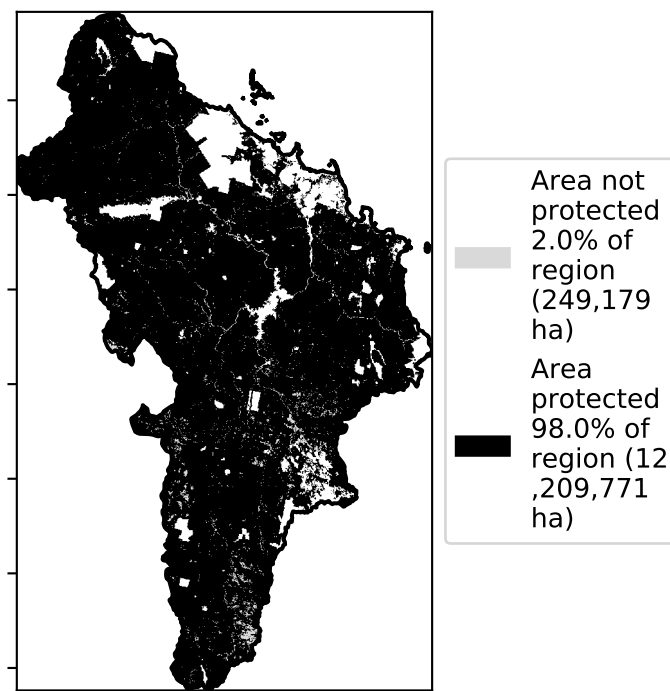 Area not
protected
2.0% of
region
(249,179
ha)
Area
protected
98.0% of
region (12
,209,771
ha)